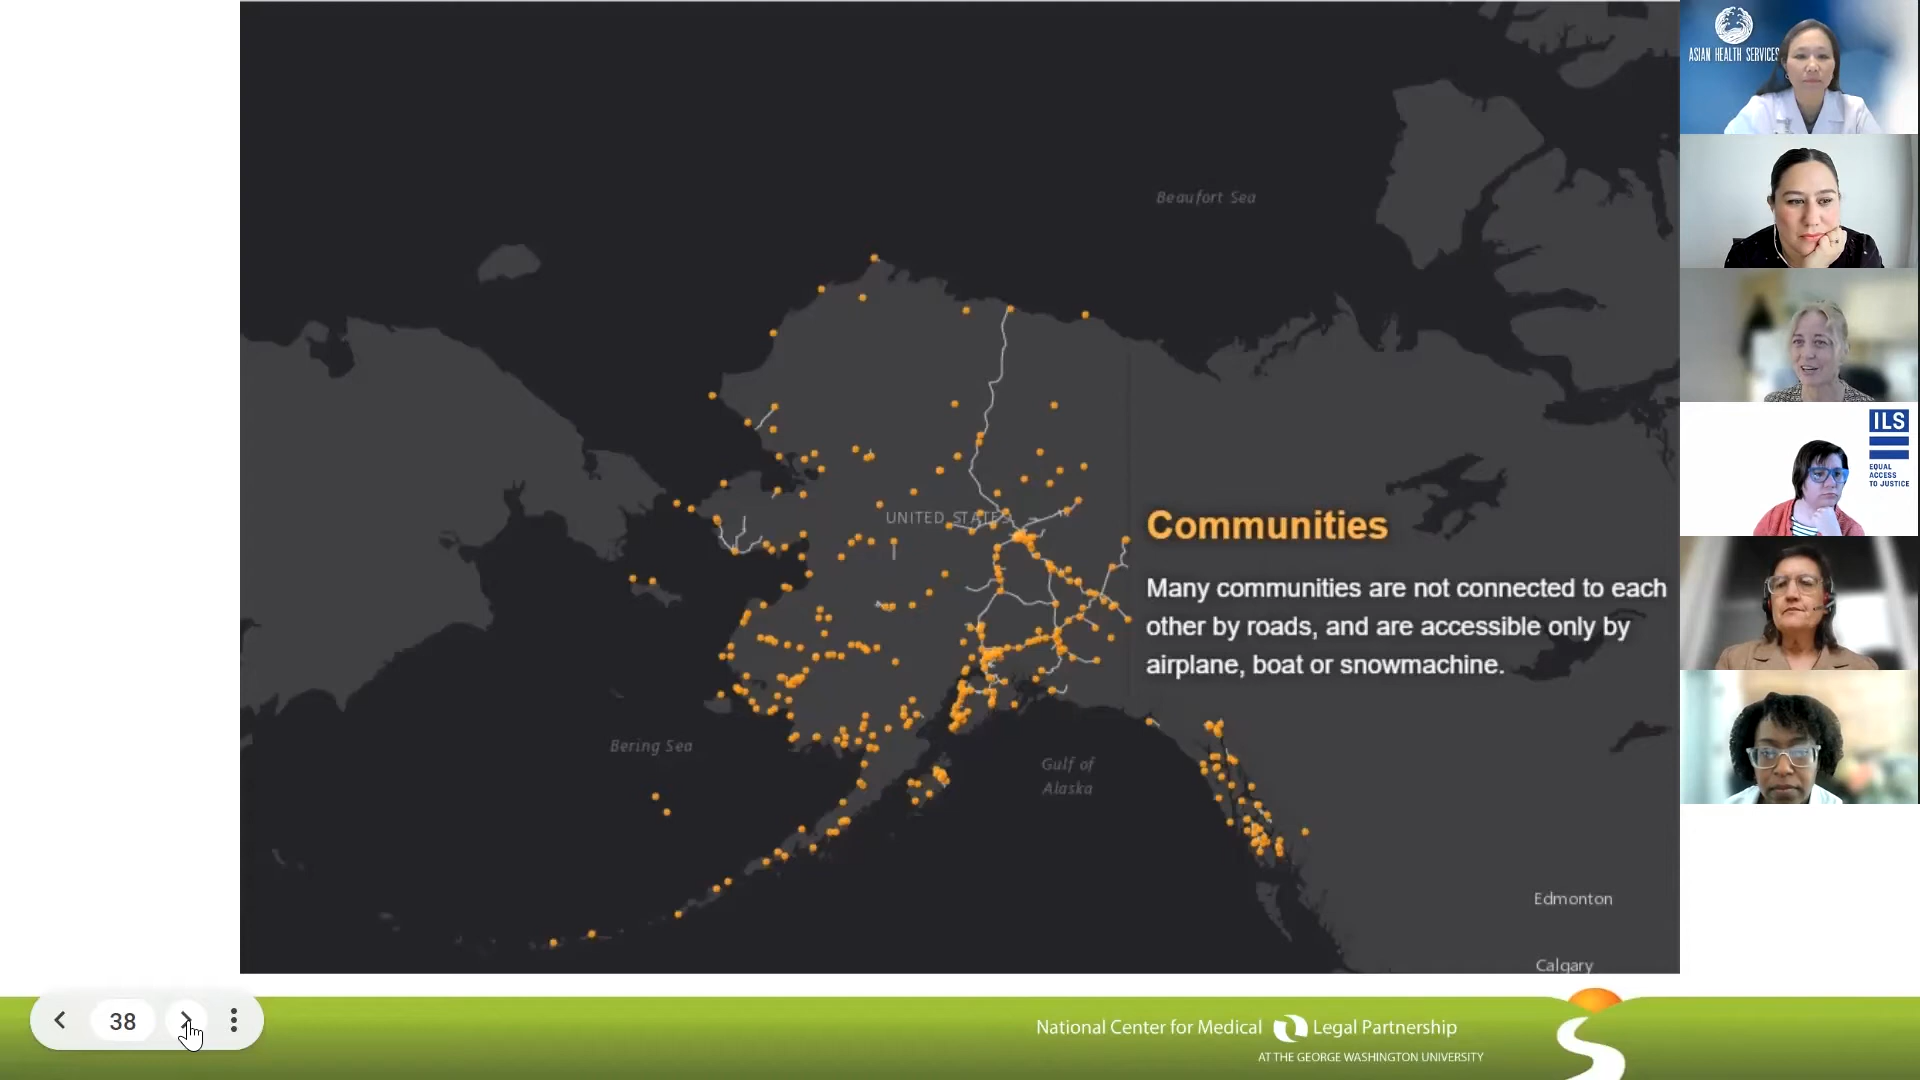 ASIAN HEALTH SERVICES
Beaufort Sea
ILS
EQUAL
ACCESS
TO JUSTICE
UNITED STATES
Communities
Many communities are not connected to each
other by roads, and are accessible only by
airplane, boat or snowmachine.
Bering Sea
Gulf of
Alaska
Edmonton
Calgary
38
National Center for Medical Legal Partnership
AT THE GEORGE WASHINGTON UNIVERSITY